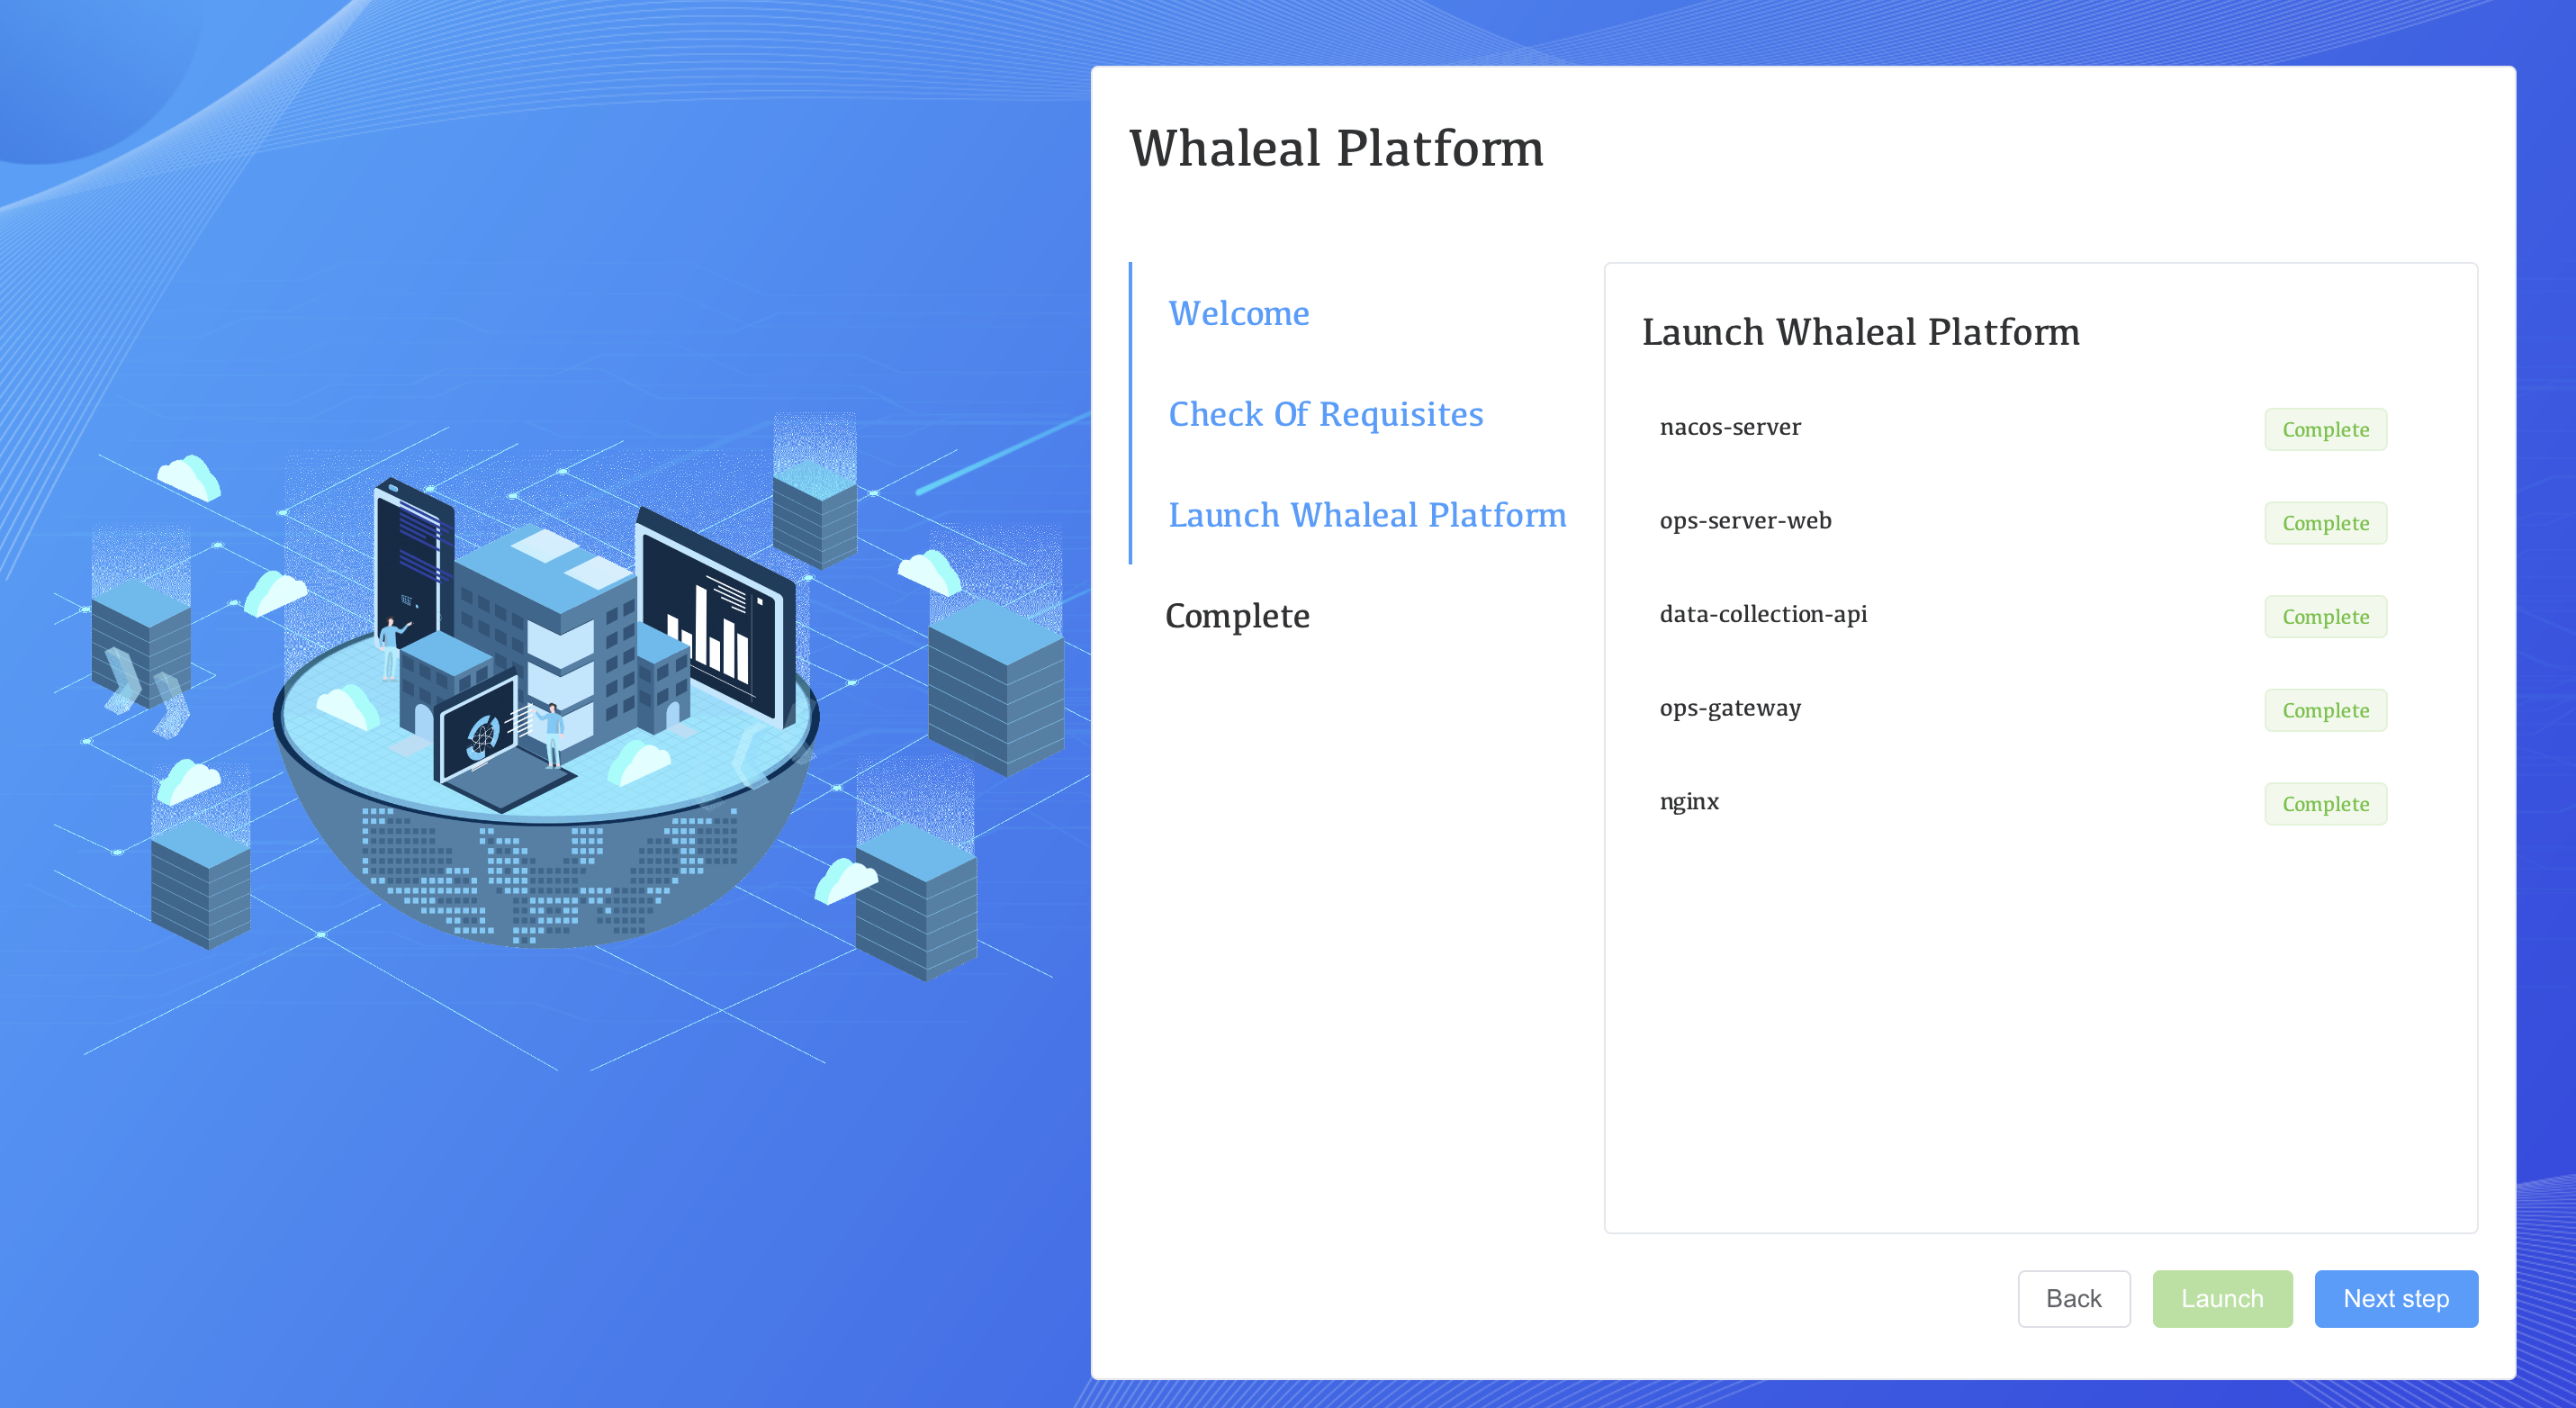 Whaleal Platform
Welcome
Check Of Requisites
Launch Whaleal Platform
Complete
Launch Whaleal Platform
nacos-server Complete
ops-server-web Complete
data-collection-api Complete
ops-gateway Complete
nginx Complete
Back Launch Next step